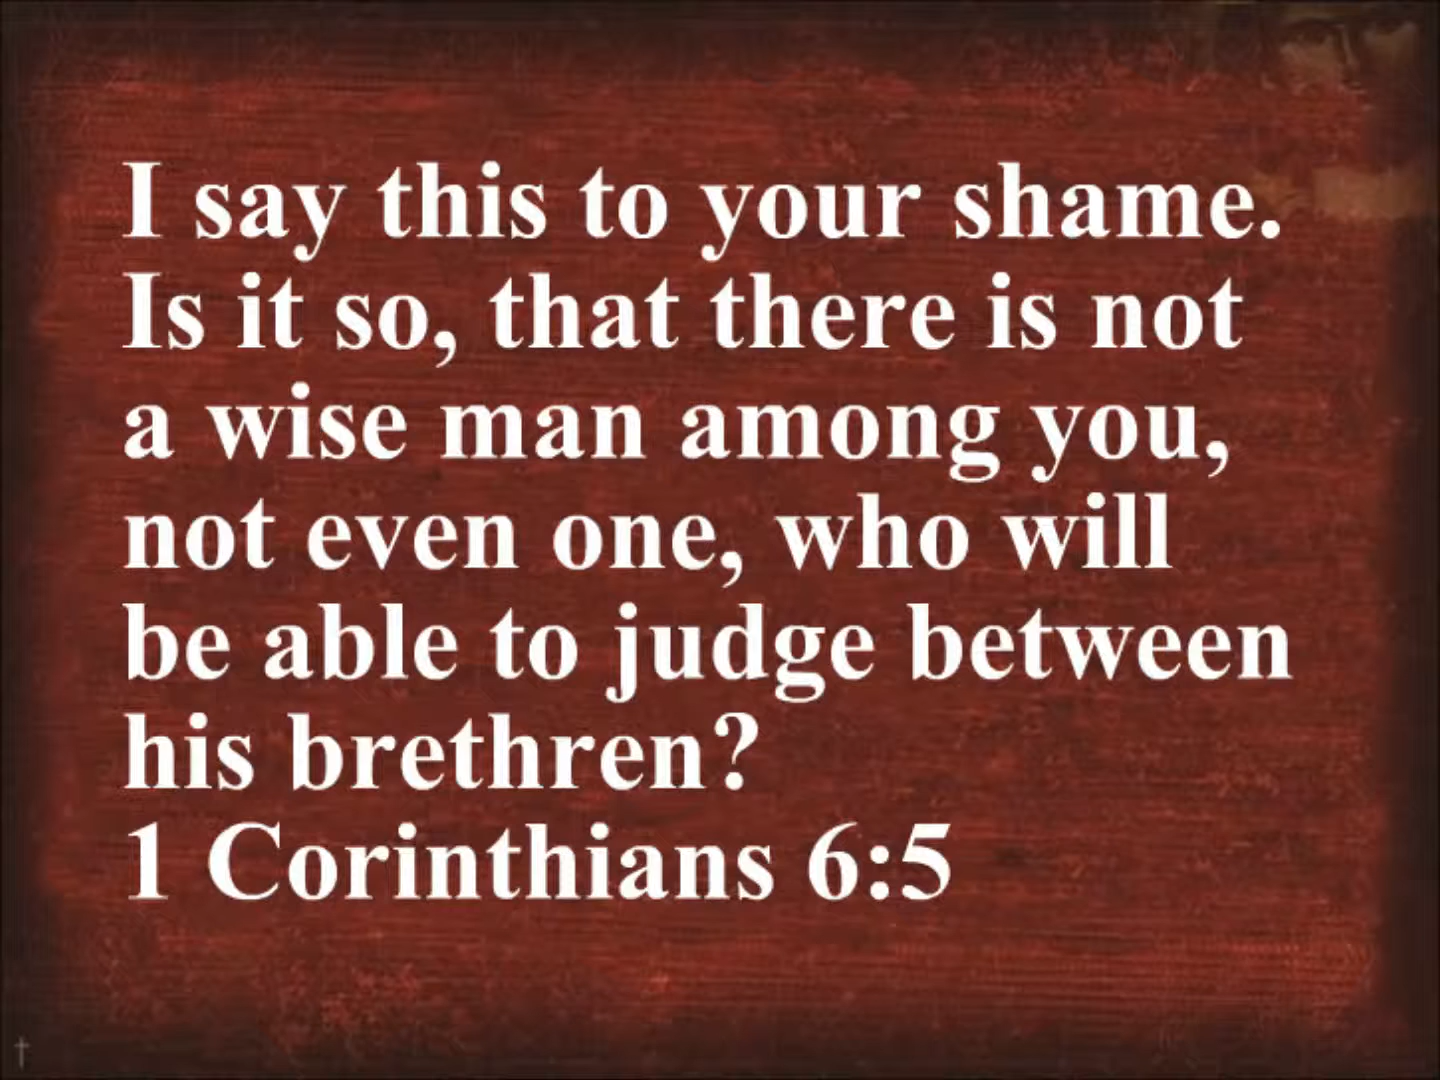 I say this to your shame.
Is it so, that there is not
a wise man among you,
not even one, who will
be able to judge between
his brethren?
1 Corinthians 6:5